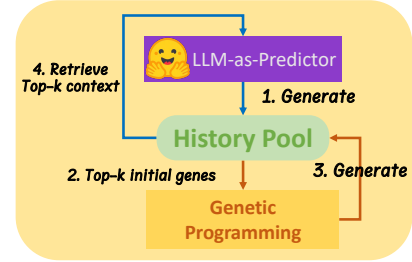 LLM-as-Predictor
4. Retrieve
Top-k context
1. Generate
History Pool
2. Top-k initial genes
3. Generate
Genetic
Programming